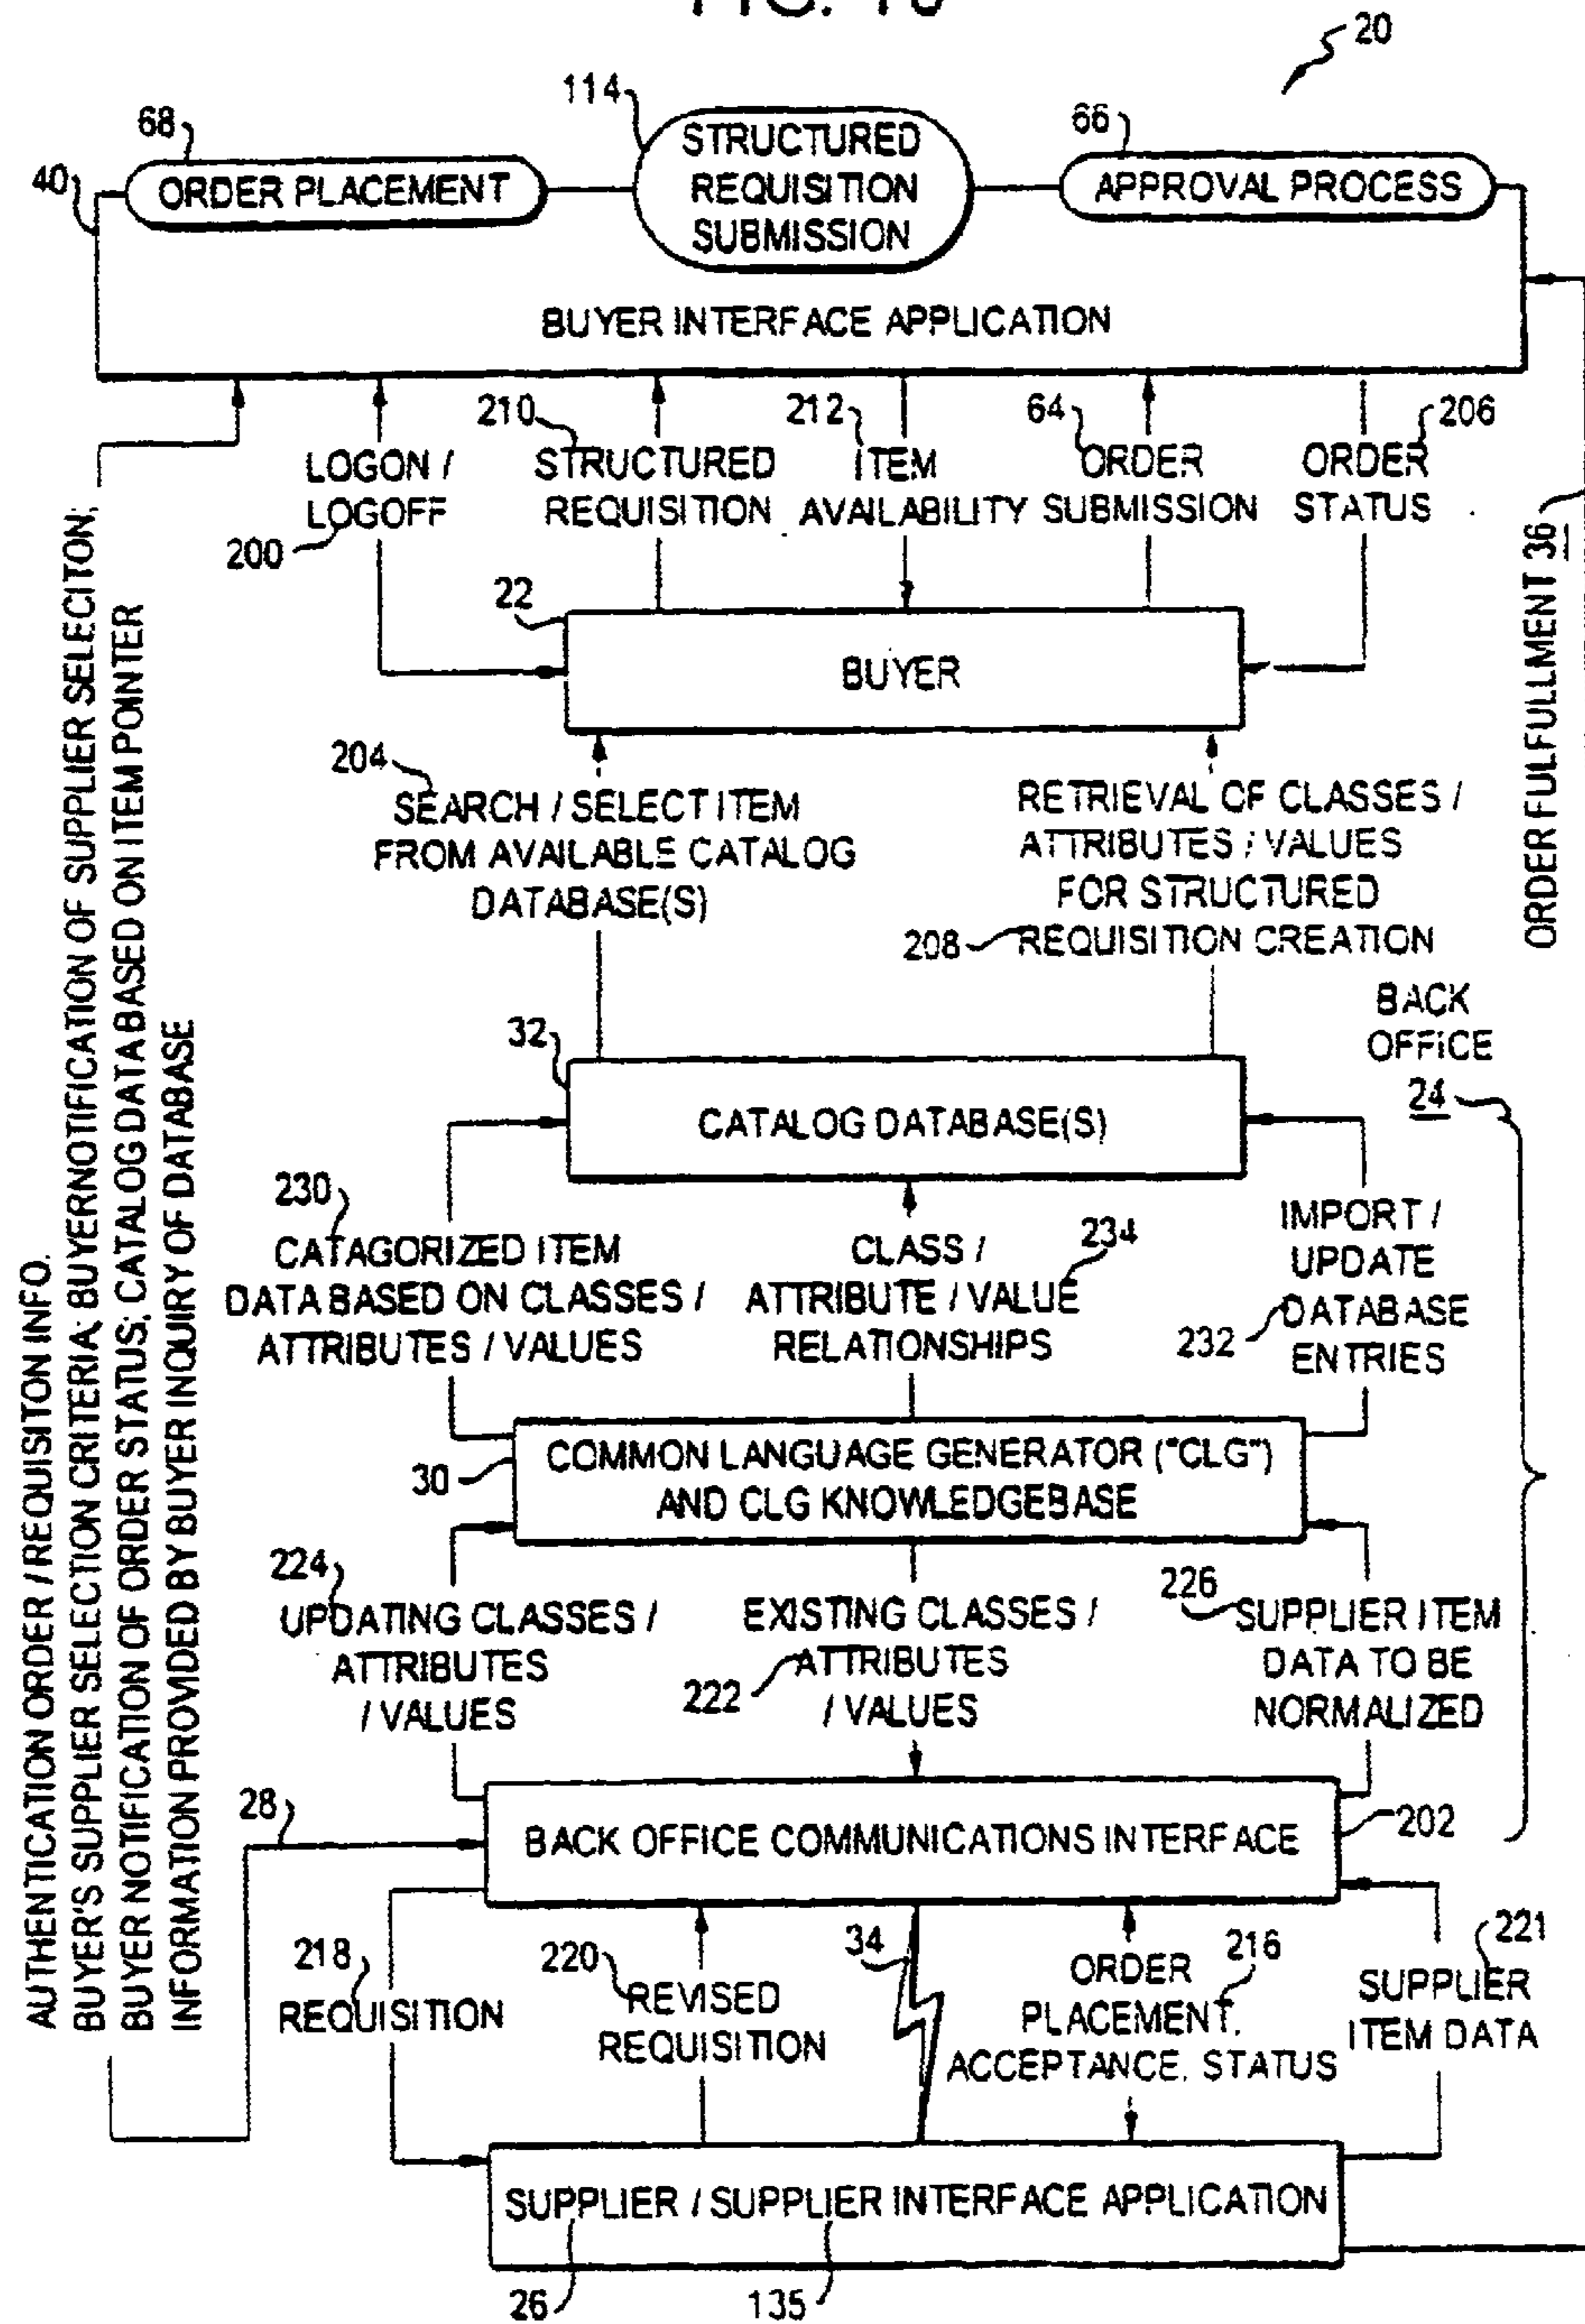 20
114
68
66
40
ORDER PLACEMENT
STRUCTURED
REQUISITION
SUBMISSION
APPROVAL PROCESS
BUYER INTERFACE APPLICATION
210
212
64
206
LOGON /
LOGOFF
200
STRUCTURED
REQUISITION
ITEM
AVAILABILITY
ORDER
SUBMISSION
ORDER
STATUS
22
BUYER
ORDER FULFULLMENT 36
204
SEARCH / SELECT ITEM
FROM AVAILABLE CATALOG
DATABASE(S)
RETRIEVAL OF CLASSES /
ATTRIBUTES / VALUES
FOR STRUCTURED
208 REQUISITION CREATION
BACK
OFFICE
24
32
CATALOG DATABASE(S)
230
CATAGORIZED ITEM
DATA BASED ON CLASSES /
ATTRIBUTES / VALUES
CLASS /
ATTRIBUTE / VALUE
RELATIONSHIPS
234
IMPORT /
UPDATE
DATABASE
ENTRIES
232
30
COMMON LANGUAGE GENERATOR ("CLG")
AND CLG KNOWLEDGEBASE
224
UPDATING CLASSES /
ATTRIBUTES
/ VALUES
EXISTING CLASSES /
ATTRIBUTES
/ VALUES
222
226
SUPPLIER ITEM
DATA TO BE
NORMALIZED
28
BACK OFFICE COMMUNICATIONS INTERFACE
202
218
REQUISITION
220
REVISED
REQUISITION
34
ORDER
PLACEMENT,
ACCEPTANCE, STATUS
216
221
SUPPLIER
ITEM DATA
SUPPLIER / SUPPLIER INTERFACE APPLICATION
26
135
AUTHENTICATION ORDER / REQUISITON INFO.
BUYER'S SUPPLIER SELECTION CRITERIA; BUYERNOTIFICATION OF SUPPLIER SELECITON;
BUYER NOTIFICATION OF ORDER STATUS; CATALOG DATA BASED ON ITEM POINTER
INFORMATION PROVIDED BY BUYER INQUIRY OF DATABASE